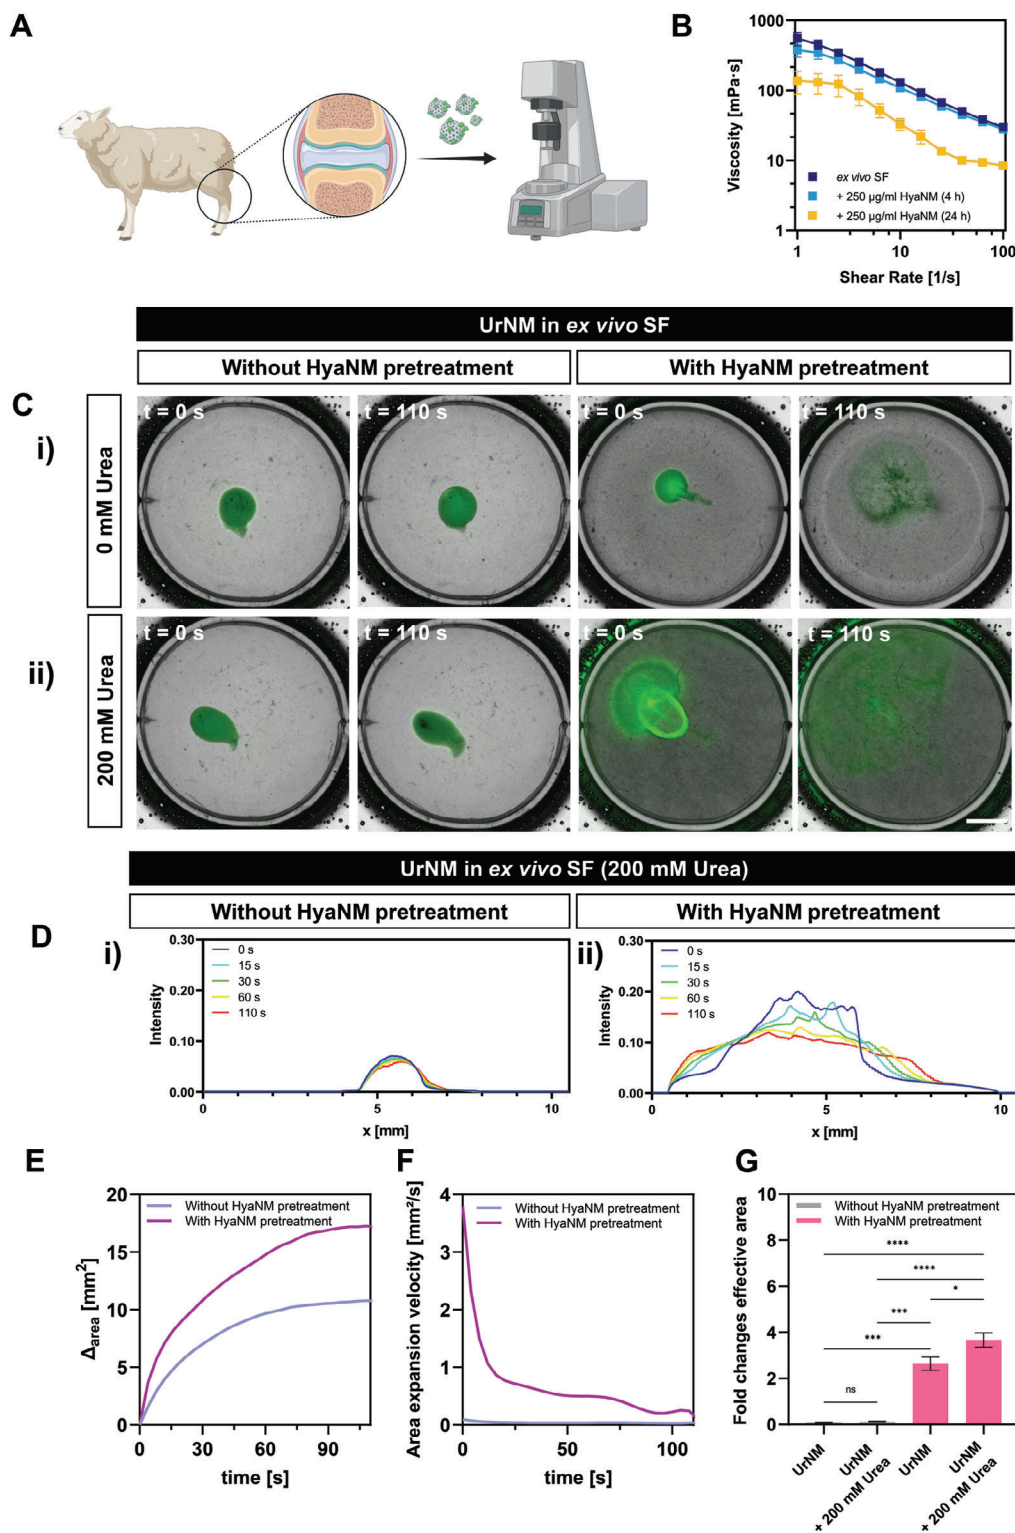 A
B
1000
100
10
1
Viscosity [mPa·s]
ex vivo SF
+ 250 µg/ml HyaNM (4 h)
+ 250 µg/ml HyaNM (24 h)
1 10 100
Shear Rate [1/s]
UrNM in ex vivo SF
Without HyaNM pretreatment
With HyaNM pretreatment
C
i)
0 mM Urea
t = 0 s
t = 110 s
t = 0 s
t = 110 s
ii)
200 mM Urea
t = 0 s
t = 110 s
t = 0 s
t = 110 s
UrNM in ex vivo SF (200 mM Urea)
Without HyaNM pretreatment
With HyaNM pretreatment
D
i)
0.30
0.20
0.10
0.00
Intensity
0 s
15 s
30 s
60 s
110 s
0 5 10
x [mm]
ii)
0.30
0.20
0.10
0.00
Intensity
0 s
15 s
30 s
60 s
110 s
0 5 10
x [mm]
E
20
15
10
5
0
Δarea [mm²]
Without HyaNM pretreatment
With HyaNM pretreatment
0 30 60 90
time [s]
F
4
3
2
1
0
Area expansion velocity [mm²/s]
Without HyaNM pretreatment
With HyaNM pretreatment
0 50 100
time [s]
G
10
8
6
4
2
0
Fold changes effective area
Without HyaNM pretreatment
With HyaNM pretreatment
****
****
*
***
***
ns
UrNM
UrNM
+ 200 mM Urea
UrNM
UrNM
+ 200 mM Urea